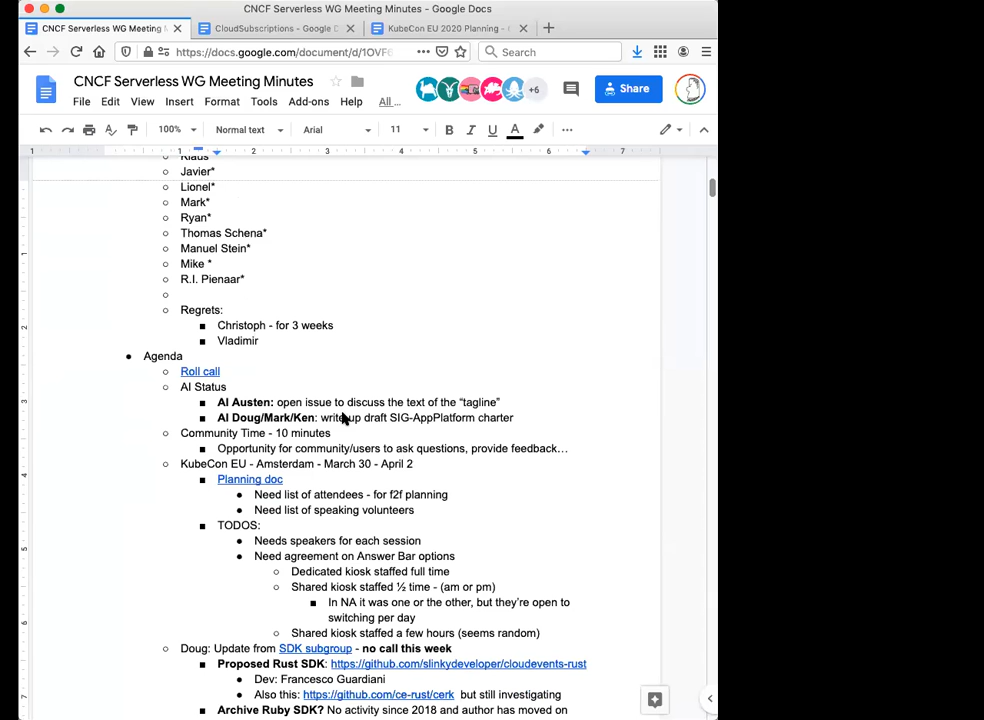 CNCF Serverless WG Meeting Minutes - Google Docs
CNCF Serverless WG Meeting
CloudSubscriptions - Google D
KubeCon EU 2020 Planning -
https://docs.google.com/document/d/1OVF
Search
CNCF Serverless WG Meeting Minutes
File Edit View Insert Format Tools Add-ons Help All ...
+6
Share
100% Normal text Arial 11 B I U A
1 1 2 3 4 5 6 7
Klaus
Javier*
Lionel*
Mark*
Ryan*
Thomas Schena*
Manuel Stein*
Mike *
R.I. Pienaar*
Regrets:
Christoph - for 3 weeks
Vladimir
Agenda
Roll call
AI Status
AI Austen: open issue to discuss the text of the “tagline”
AI Doug/Mark/Ken: write up draft SIG-AppPlatform charter
Community Time - 10 minutes
Opportunity for community/users to ask questions, provide feedback…
KubeCon EU - Amsterdam - March 30 - April 2
Planning doc
Need list of attendees - for f2f planning
Need list of speaking volunteers
TODOS:
Needs speakers for each session
Need agreement on Answer Bar options
Dedicated kiosk staffed full time
Shared kiosk staffed ½ time - (am or pm)
In NA it was one or the other, but they’re open to
switching per day
Shared kiosk staffed a few hours (seems random)
Doug: Update from SDK subgroup - no call this week
Proposed Rust SDK: https://github.com/slinkydeveloper/cloudevents-rust
Dev: Francesco Guardiani
Also this: https://github.com/ce-rust/cerk but still investigating
Archive Ruby SDK? No activity since 2018 and author has moved on